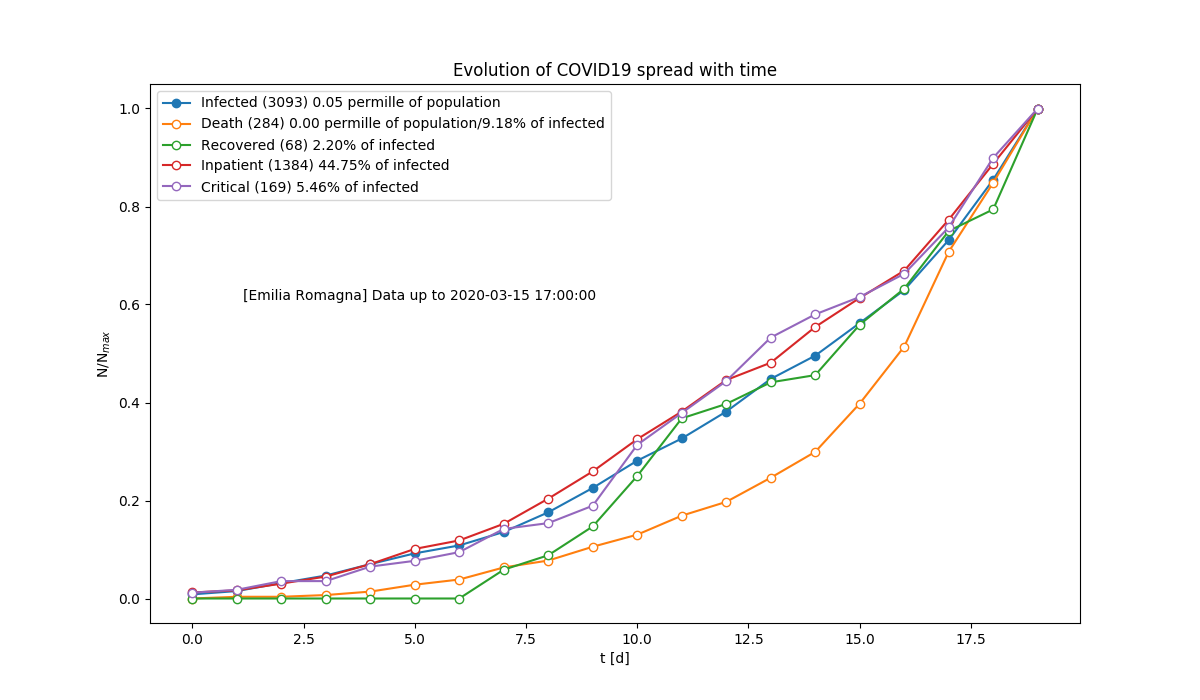 Evolution of COVID19 spread with time
Infected (3093) 0.05 permille of population
Death (284) 0.00 permille of population/9.18% of infected
Recovered (68) 2.20% of infected
Inpatient (1384) 44.75% of infected
Critical (169) 5.46% of infected
[Emilia Romagna] Data up to 2020-03-15 17:00:00
N/Nmax
1.0
0.8
0.6
0.4
0.2
0.0
0.0 2.5 5.0 7.5 10.0 12.5 15.0 17.5
t [d]